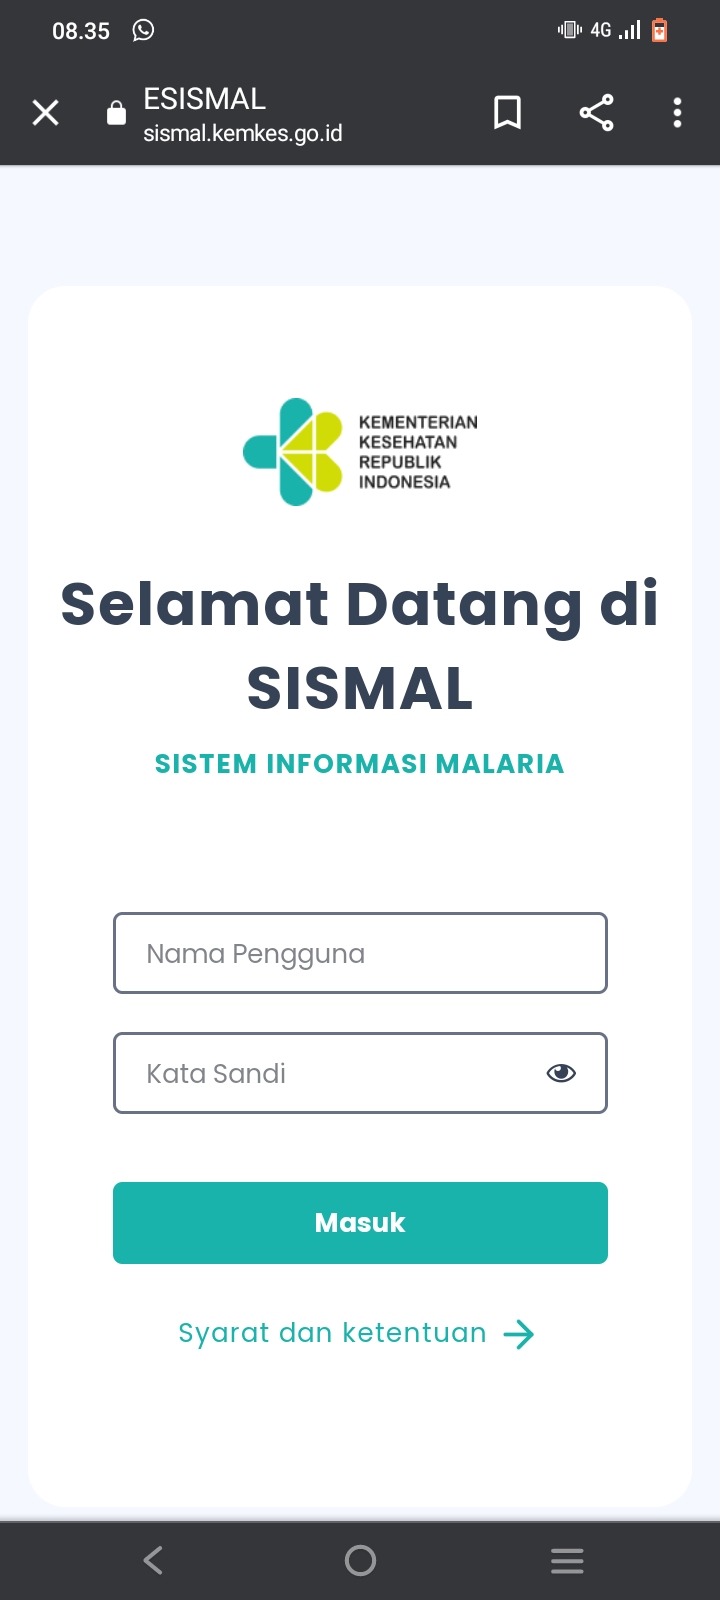 08.35
4G
ESISMAL
sismal.kemkes.go.id
KEMENTERIAN
KESEHATAN
REPUBLIK
INDONESIA
Selamat Datang di
SISMAL
SISTEM INFORMASI MALARIA
Nama Pengguna
Kata Sandi
Masuk
Syarat dan ketentuan